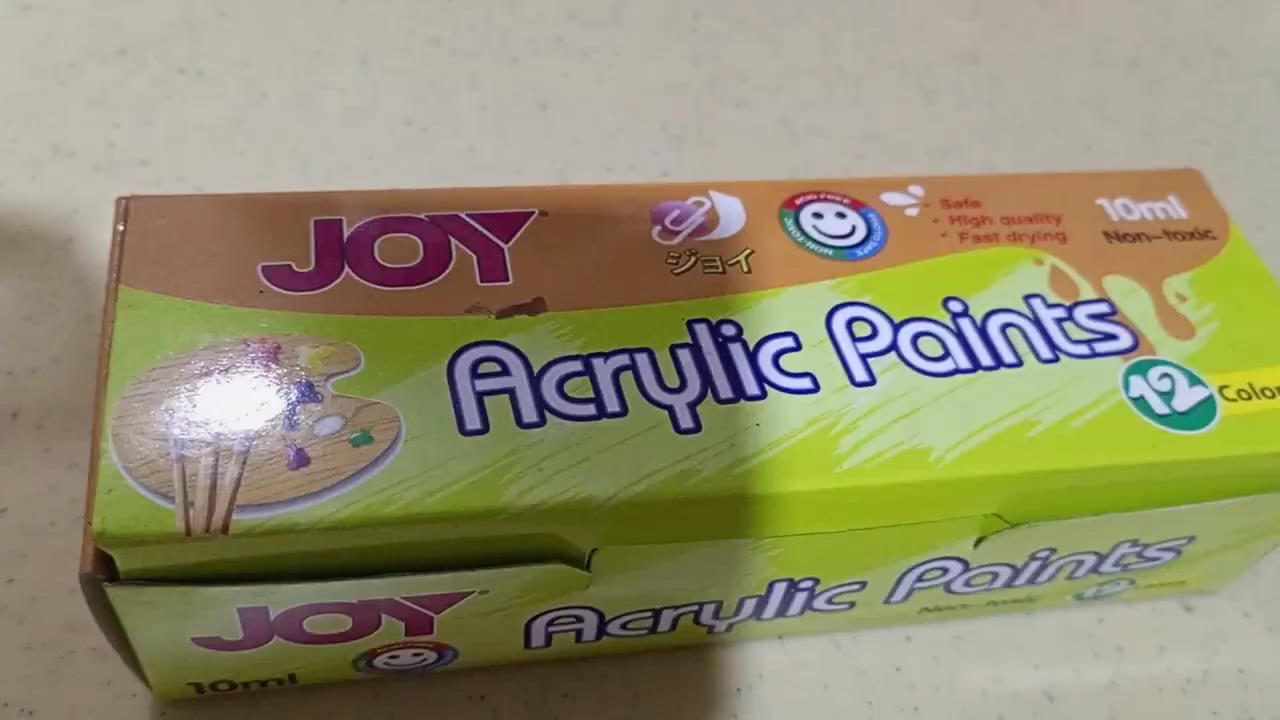 JOY
ジョイ
• Safe
• High quality
• Fast drying
10ml
Non-toxic
Acrylic Paints
12
JOY
Acrylic Paints
12
10ml